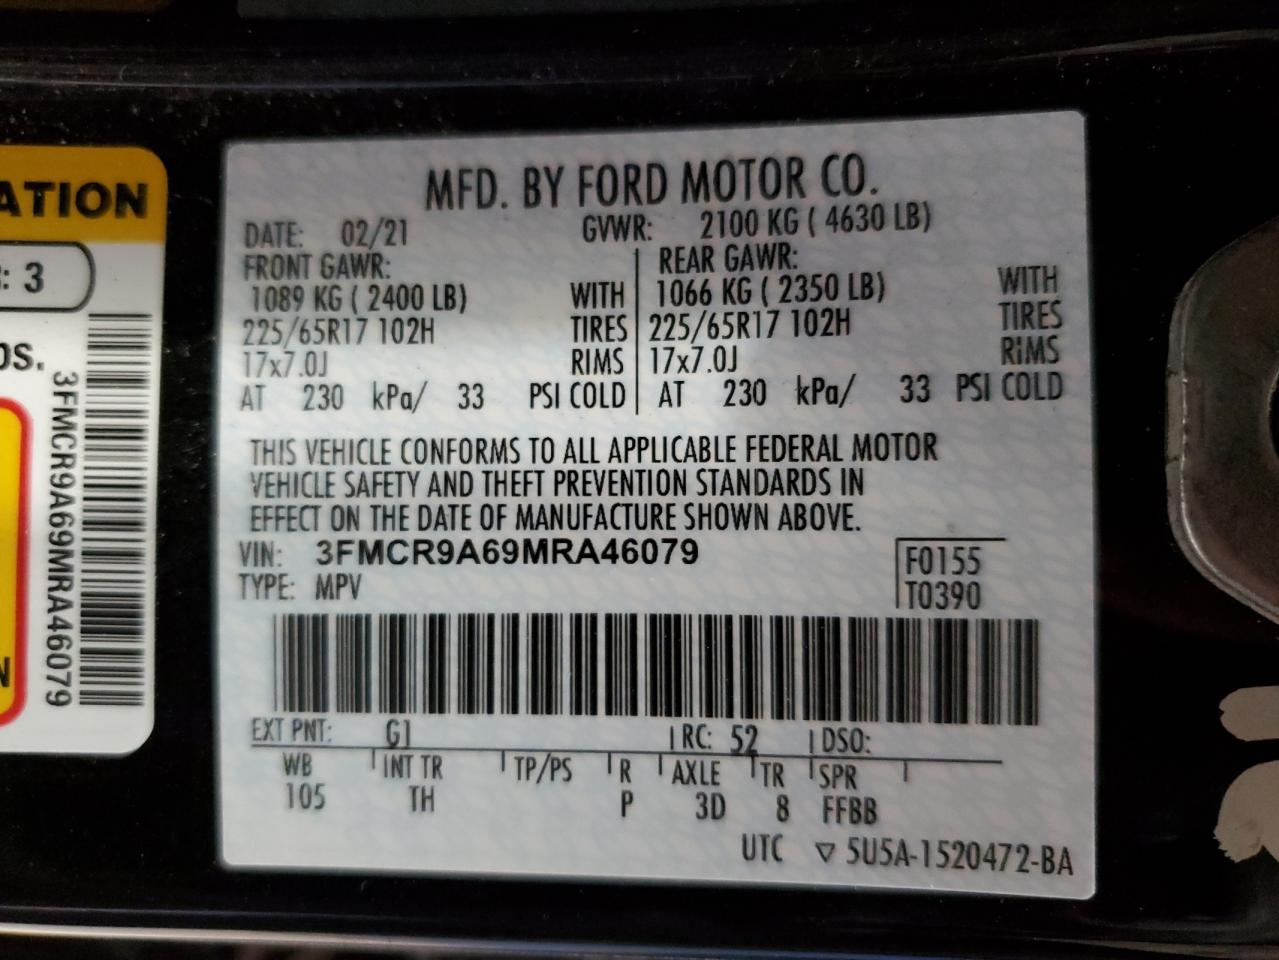 ATION
: 3
os.
3FMCR9A69MRA46079
N
MFD. BY FORD MOTOR CO.
DATE: 02/21 GVWR: 2100 KG ( 4630 LB)
FRONT GAWR: REAR GAWR:
1089 KG ( 2400 LB) WITH 1066 KG ( 2350 LB) WITH
225/65R17 102H TIRES 225/65R17 102H TIRES
17x7.0J RIMS 17x7.0J RIMS
AT 230 kPa/ 33 PSI COLD AT 230 kPa/ 33 PSI COLD
THIS VEHICLE CONFORMS TO ALL APPLICABLE FEDERAL MOTOR
VEHICLE SAFETY AND THEFT PREVENTION STANDARDS IN
EFFECT ON THE DATE OF MANUFACTURE SHOWN ABOVE.
VIN: 3FMCR9A69MRA46079 F0155
TYPE: MPV T0390
EXT PNT: G1 RC: 52 DSO:
WB INT TR TP/PS R AXLE TR SPR
105 TH P 3D 8 FFBB
UTC ▽ 5U5A-1520472-BA